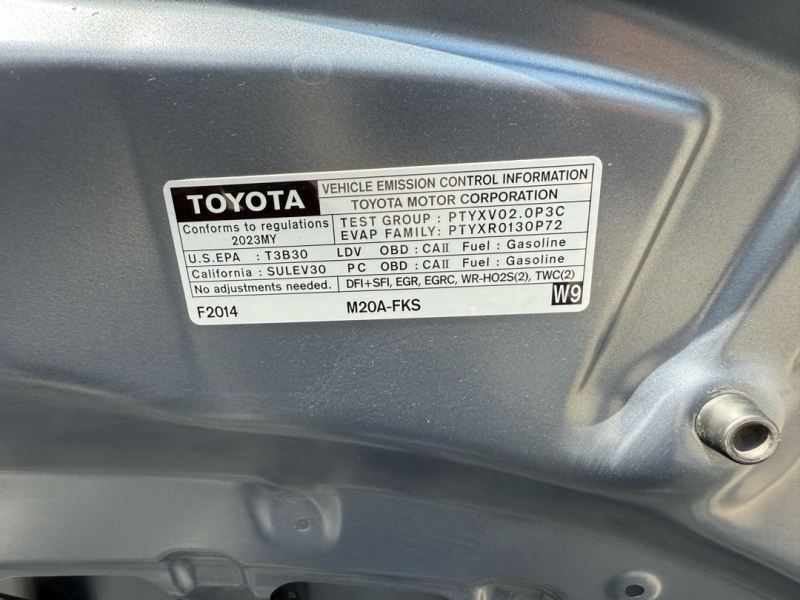 TOYOTA
VEHICLE EMISSION CONTROL INFORMATION
TOYOTA MOTOR CORPORATION
Conforms to regulations
2023MY
TEST GROUP : PTYXV02.0P3C
EVAP FAMILY: PTYXR0130P72
U.S.EPA : T3B30 LDV OBD : CAII Fuel : Gasoline
California : SULEV30 PC OBD : CAII Fuel : Gasoline
No adjustments needed. DFI+SFI, EGR, EGRC, WR-HO2S(2), TWC(2)
F2014 M20A-FKS W9